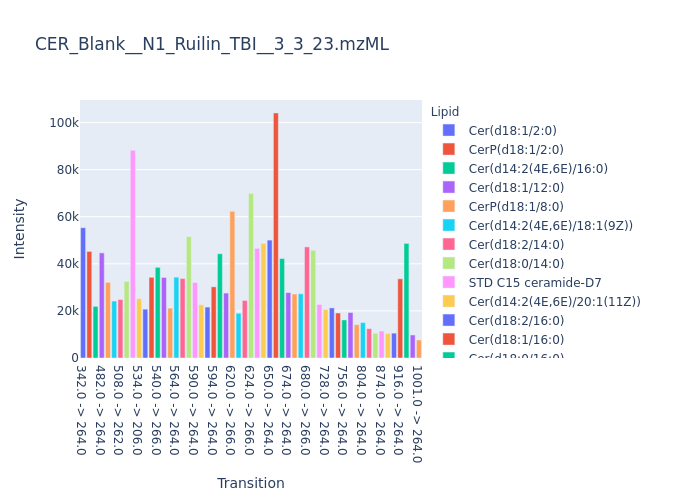 CER_Blank__N1_Ruilin_TBI__3_3_23.mzML
Lipid
Cer(d18:1/2:0)
CerP(d18:1/2:0)
Cer(d14:2(4E,6E)/16:0)
Cer(d18:1/12:0)
CerP(d18:1/8:0)
Cer(d14:2(4E,6E)/18:1(9Z))
Cer(d18:2/14:0)
Cer(d18:0/14:0)
STD C15 ceramide-D7
Cer(d14:2(4E,6E)/20:1(11Z))
Cer(d18:2/16:0)
Cer(d18:1/16:0)
Cer(d18:0/16:0)
Intensity
100k
80k
60k
40k
20k
0
342.0 -> 264.0
482.0 -> 264.0
508.0 -> 262.0
534.0 -> 206.0
540.0 -> 266.0
564.0 -> 264.0
590.0 -> 264.0
594.0 -> 264.0
620.0 -> 266.0
624.0 -> 266.0
650.0 -> 264.0
674.0 -> 264.0
680.0 -> 266.0
728.0 -> 264.0
756.0 -> 264.0
804.0 -> 264.0
874.0 -> 264.0
916.0 -> 264.0
1001.0 -> 264.0
Transition